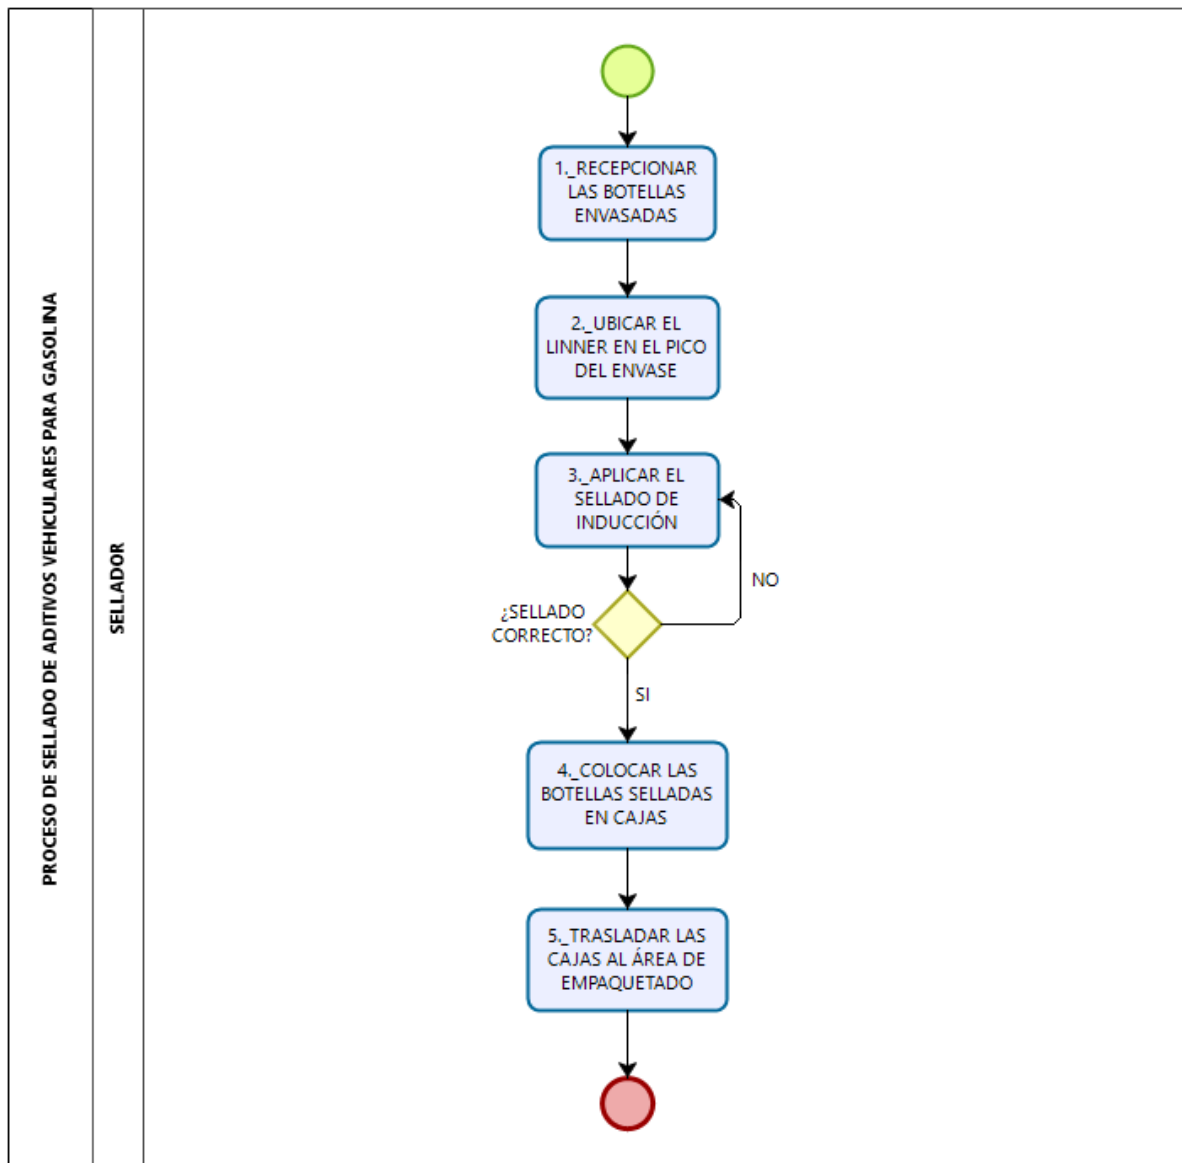 PROCESO DE SELLADO DE ADITIVOS VEHICULARES PARA GASOLINA
SELLADOR
1._RECEPCIONAR
LAS BOTELLAS
ENVASADAS
2._UBICAR EL
LINNER EN EL PICO
DEL ENVASE
3._APLICAR EL
SELLADO DE
INDUCCIÓN
¿SELLADO
CORRECTO?
NO
SI
4._COLOCAR LAS
BOTELLAS SELLADAS
EN CAJAS
5._TRASLADAR LAS
CAJAS AL ÁREA DE
EMPAQUETADO